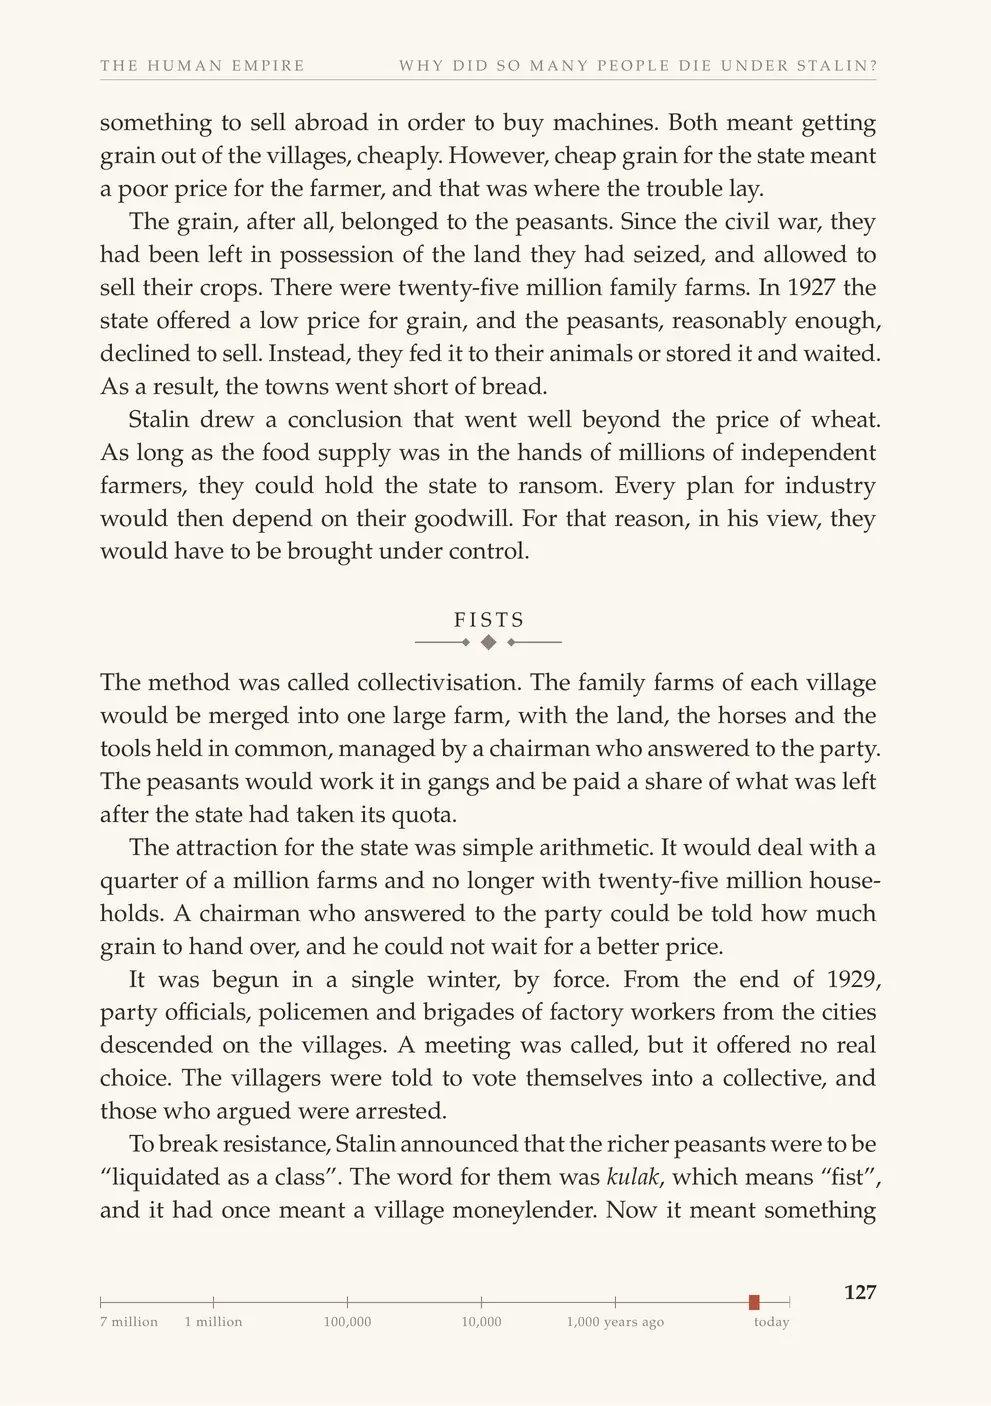 THE HUMAN EMPIRE
WHY DID SO MANY PEOPLE DIE UNDER STALIN?
something to sell abroad in order to buy machines. Both meant getting
grain out of the villages, cheaply. However, cheap grain for the state meant
a poor price for the farmer, and that was where the trouble lay.
The grain, after all, belonged to the peasants. Since the civil war, they
had been left in possession of the land they had seized, and allowed to
sell their crops. There were twenty-five million family farms. In 1927 the
state offered a low price for grain, and the peasants, reasonably enough,
declined to sell. Instead, they fed it to their animals or stored it and waited.
As a result, the towns went short of bread.
Stalin drew a conclusion that went well beyond the price of wheat.
As long as the food supply was in the hands of millions of independent
farmers, they could hold the state to ransom. Every plan for industry
would then depend on their goodwill. For that reason, in his view, they
would have to be brought under control.
FISTS
The method was called collectivisation. The family farms of each village
would be merged into one large farm, with the land, the horses and the
tools held in common, managed by a chairman who answered to the party.
The peasants would work it in gangs and be paid a share of what was left
after the state had taken its quota.
The attraction for the state was simple arithmetic. It would deal with a
quarter of a million farms and no longer with twenty-five million house-
holds. A chairman who answered to the party could be told how much
grain to hand over, and he could not wait for a better price.
It was begun in a single winter, by force. From the end of 1929,
party officials, policemen and brigades of factory workers from the cities
descended on the villages. A meeting was called, but it offered no real
choice. The villagers were told to vote themselves into a collective, and
those who argued were arrested.
To break resistance, Stalin announced that the richer peasants were to be
“liquidated as a class”. The word for them was kulak, which means “fist”,
and it had once meant a village moneylender. Now it meant something
127
7 million 1 million 100,000 10,000 1,000 years ago today